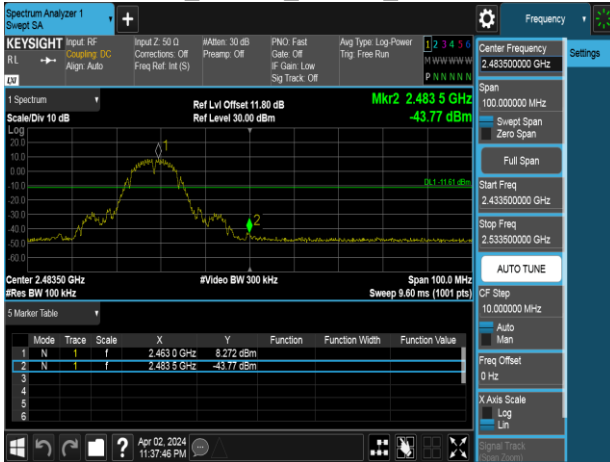 Spectrum Analyzer 1
Swept SA
+
Frequency
KEYSIGHT Input: RF Input Z: 50 Ω #Atten: 30 dB PNO: Fast Avg Type: Log-Power 1 2 3 4 5 6
RL Coupling: DC Corrections: Off Preamp: Off Gate: Off Trig: Free Run M W W W W W
Align: Auto Freq Ref: Int (S) IF Gain: Low
Sig Track: Off P N N N N N
LXI
1 Spectrum
Ref Lvl Offset 11.80 dB
Mkr2 2.483 5 GHz
Scale/Div 10 dB Ref Level 30.00 dBm -43.77 dBm
Log
20.0
10.0
0.00
-10.0
-20.0
-30.0
-40.0
-50.0
-60.0
1
DL1 -11.61 dBm
2
Center 2.48350 GHz #Video BW 300 kHz Span 100.0 MHz
#Res BW 100 kHz Sweep 9.60 ms (1001 pts)
5 Marker Table
Mode Trace Scale X Y Function Function Width Function Value
1 N 1 f 2.463 0 GHz 8.272 dBm
2 N 1 f 2.483 5 GHz -43.77 dBm
3
4
5
6
?
Apr 02, 2024
11:37:46 PM
Center Frequency
2.483500000 GHz
Settings
Span
100.000000 MHz
Swept Span
Zero Span
Full Span
Start Freq
2.433500000 GHz
Stop Freq
2.533500000 GHz
AUTO TUNE
CF Step
10.000000 MHz
Auto
Man
Freq Offset
0 Hz
X Axis Scale
Log
Lin
Signal Track
(Span Zoom)